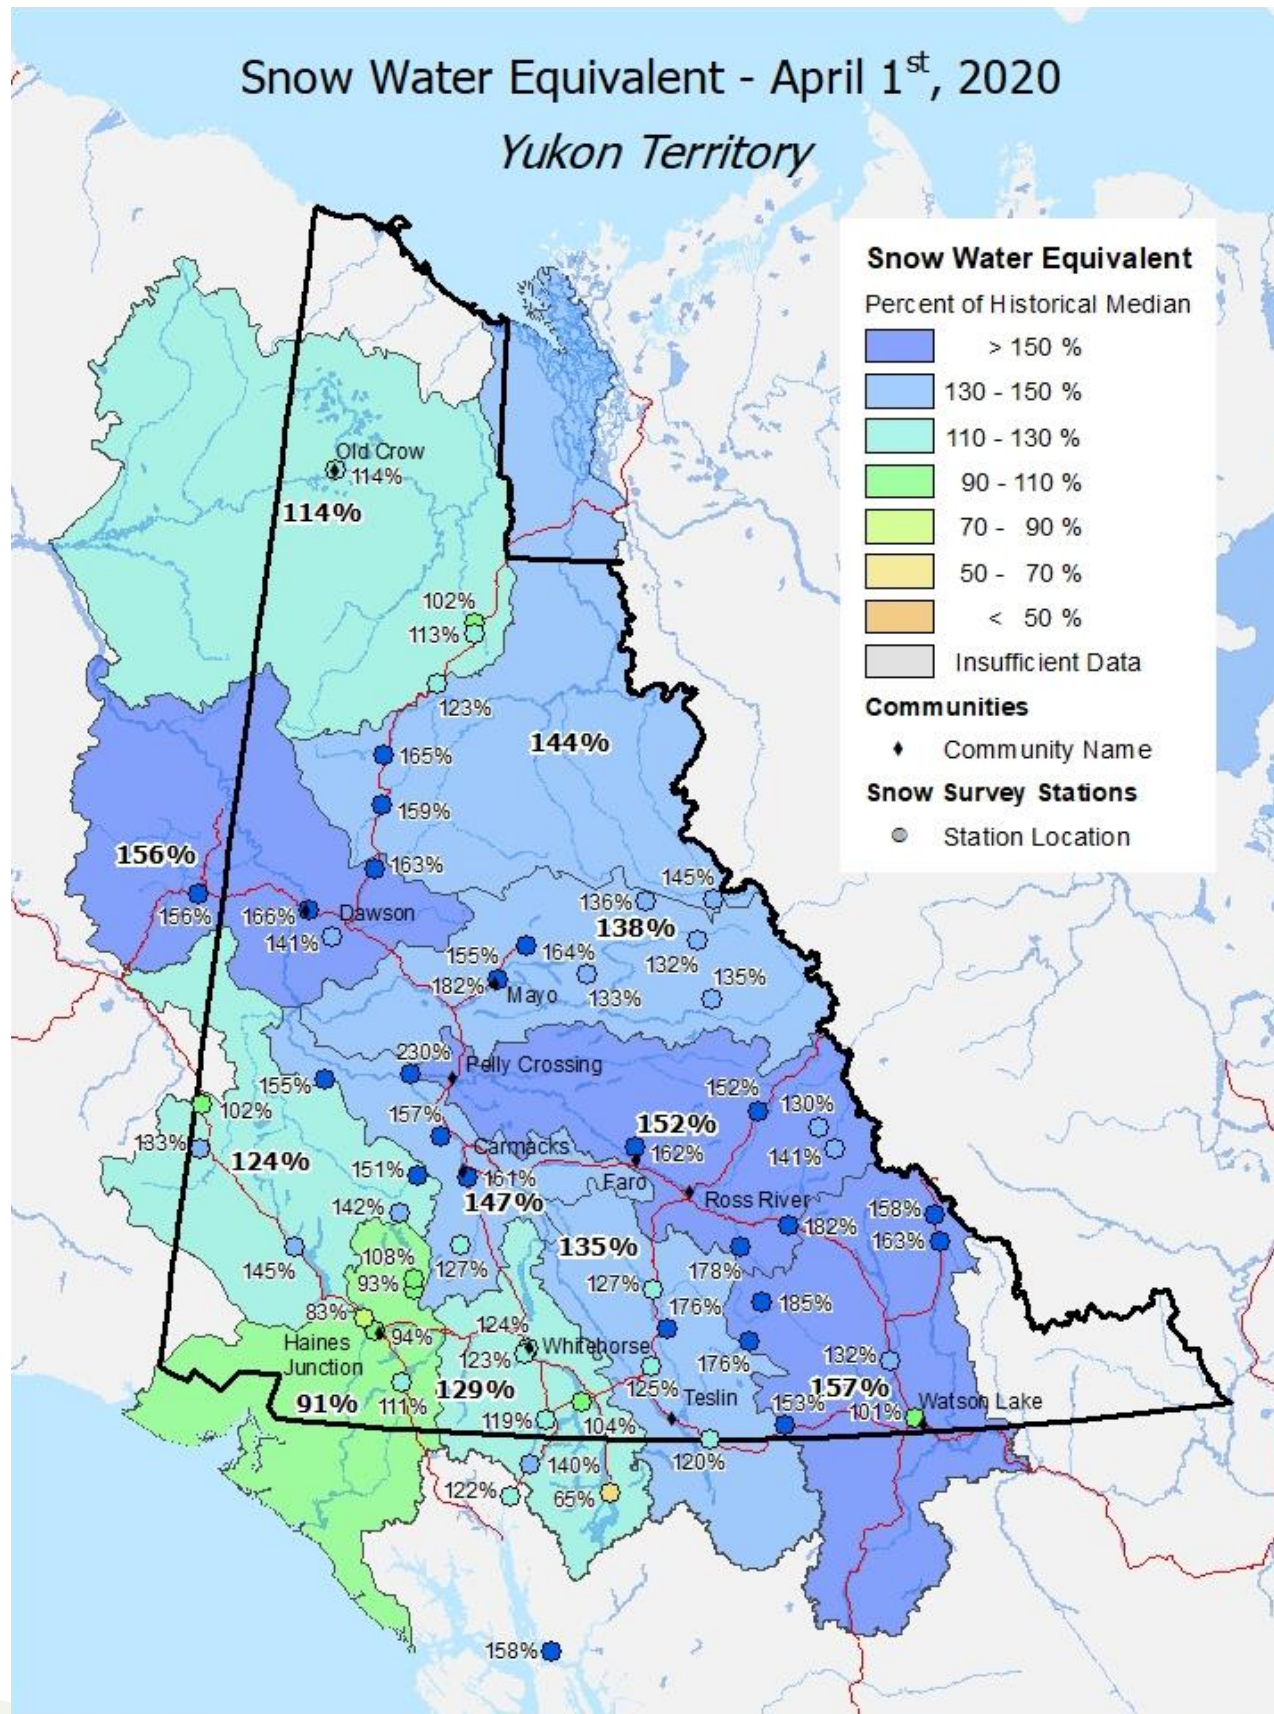 Snow Water Equivalent - April 1st, 2020
Yukon Territory
Snow Water Equivalent
Percent of Historical Median
> 150 %
130 - 150 %
110 - 130 %
90 - 110 %
70 - 90 %
50 - 70 %
< 50 %
Insufficient Data
Communities
Community Name
Snow Survey Stations
Station Location
Old Crow
114%
114%
102%
113%
123%
144%
165%
159%
156%
163%
145%
136%
156%
166%
Dawson
138%
141%
155%
164%
132%
135%
182%
Mayo
133%
230%
Pelly Crossing
155%
152%
102%
130%
157%
152%
133%
Carmacks
162%
141%
124%
151%
161%
Faro
147%
Ross River
142%
158%
182%
163%
108%
135%
145%
127%
178%
93%
127%
176%
185%
83%
124%
94%
Haines
Junction
Whitehorse
123%
176%
132%
129%
125%
157%
91%
111%
Teslin
153%
101%
Watson Lake
119%
104%
140%
120%
122%
65%
158%